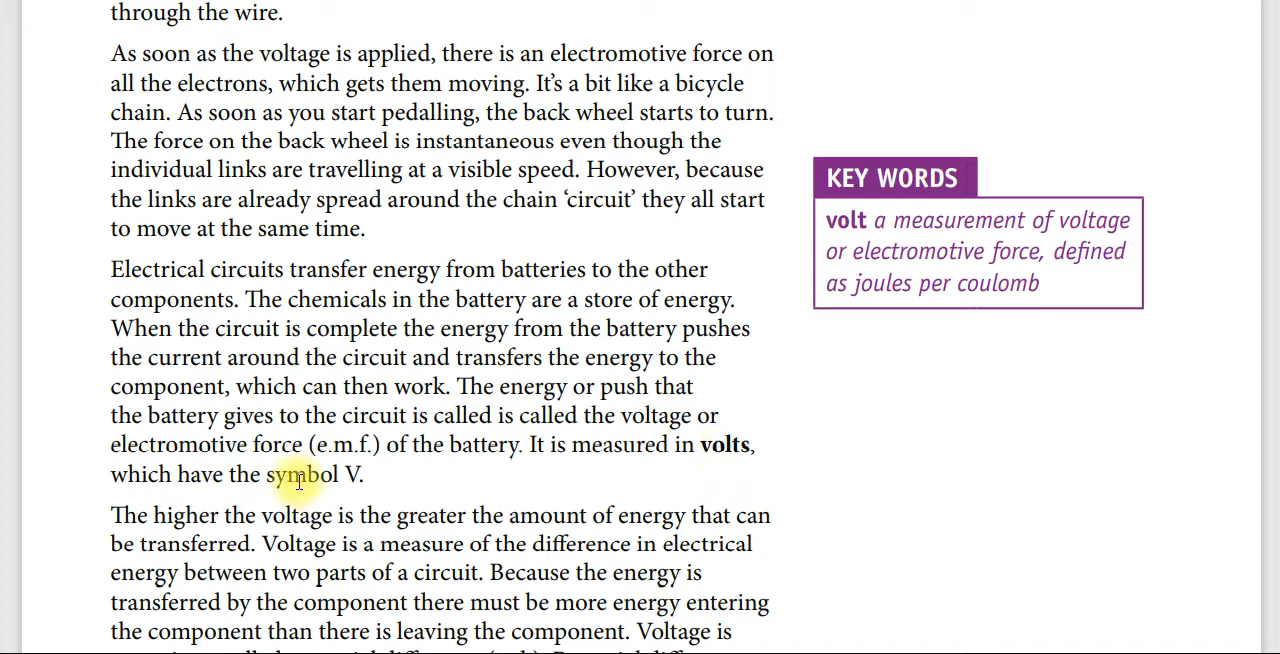 through the wire.
As soon as the voltage is applied, there is an electromotive force on
all the electrons, which gets them moving. It's a bit like a bicycle
chain. As soon as you start pedalling, the back wheel starts to turn.
The force on the back wheel is instantaneous even though the
individual links are travelling at a visible speed. However, because
the links are already spread around the chain ‘circuit’ they all start
to move at the same time.
Electrical circuits transfer energy from batteries to the other
components. The chemicals in the battery are a store of energy.
When the circuit is complete the energy from the battery pushes
the current around the circuit and transfers the energy to the
component, which can then work. The energy or push that
the battery gives to the circuit is called is called the voltage or
electromotive force (e.m.f.) of the battery. It is measured in volts,
which have the symbol V.
The higher the voltage is the greater the amount of energy that can
be transferred. Voltage is a measure of the difference in electrical
energy between two parts of a circuit. Because the energy is
transferred by the component there must be more energy entering
the component than there is leaving the component. Voltage is
KEY WORDS
volt a measurement of voltage
or electromotive force, defined
as joules per coulomb